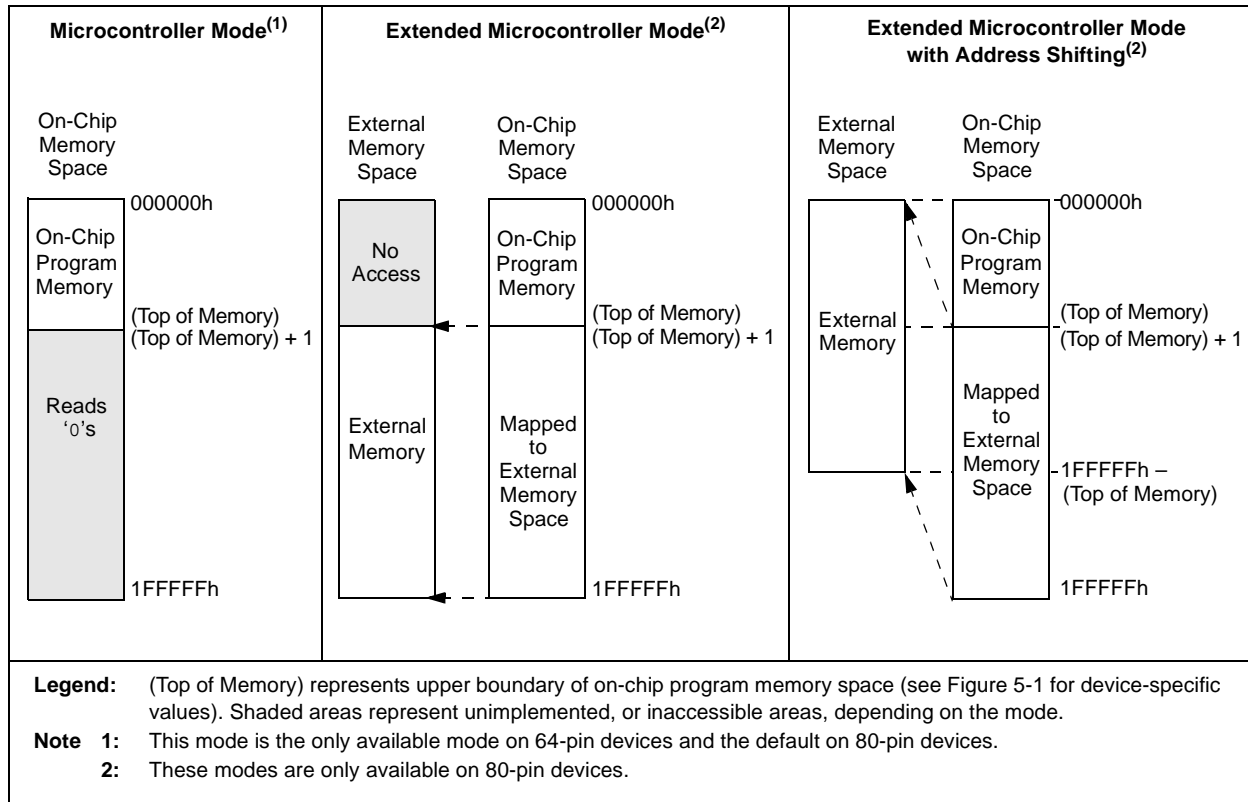 Microcontroller Mode(1)
On-Chip
Memory
Space
000000h
On-Chip
Program
Memory
(Top of Memory)
(Top of Memory) + 1
Reads
‘0’s
1FFFFFh
Extended Microcontroller Mode(2)
External
Memory
Space
On-Chip
Memory
Space
000000h
No
Access
On-Chip
Program
Memory
(Top of Memory)
(Top of Memory) + 1
External
Memory
Mapped
to
External
Memory
Space
1FFFFFh
Extended Microcontroller Mode
with Address Shifting(2)
External
Memory
Space
On-Chip
Memory
Space
000000h
On-Chip
Program
Memory
(Top of Memory)
(Top of Memory) + 1
External
Memory
Mapped
to
External
Memory
Space
1FFFFFh –
(Top of Memory)
1FFFFFh
Legend: (Top of Memory) represents upper boundary of on-chip program memory space (see Figure 5-1 for device-specific
values). Shaded areas represent unimplemented, or inaccessible areas, depending on the mode.
Note 1: This mode is the only available mode on 64-pin devices and the default on 80-pin devices.
2: These modes are only available on 80-pin devices.